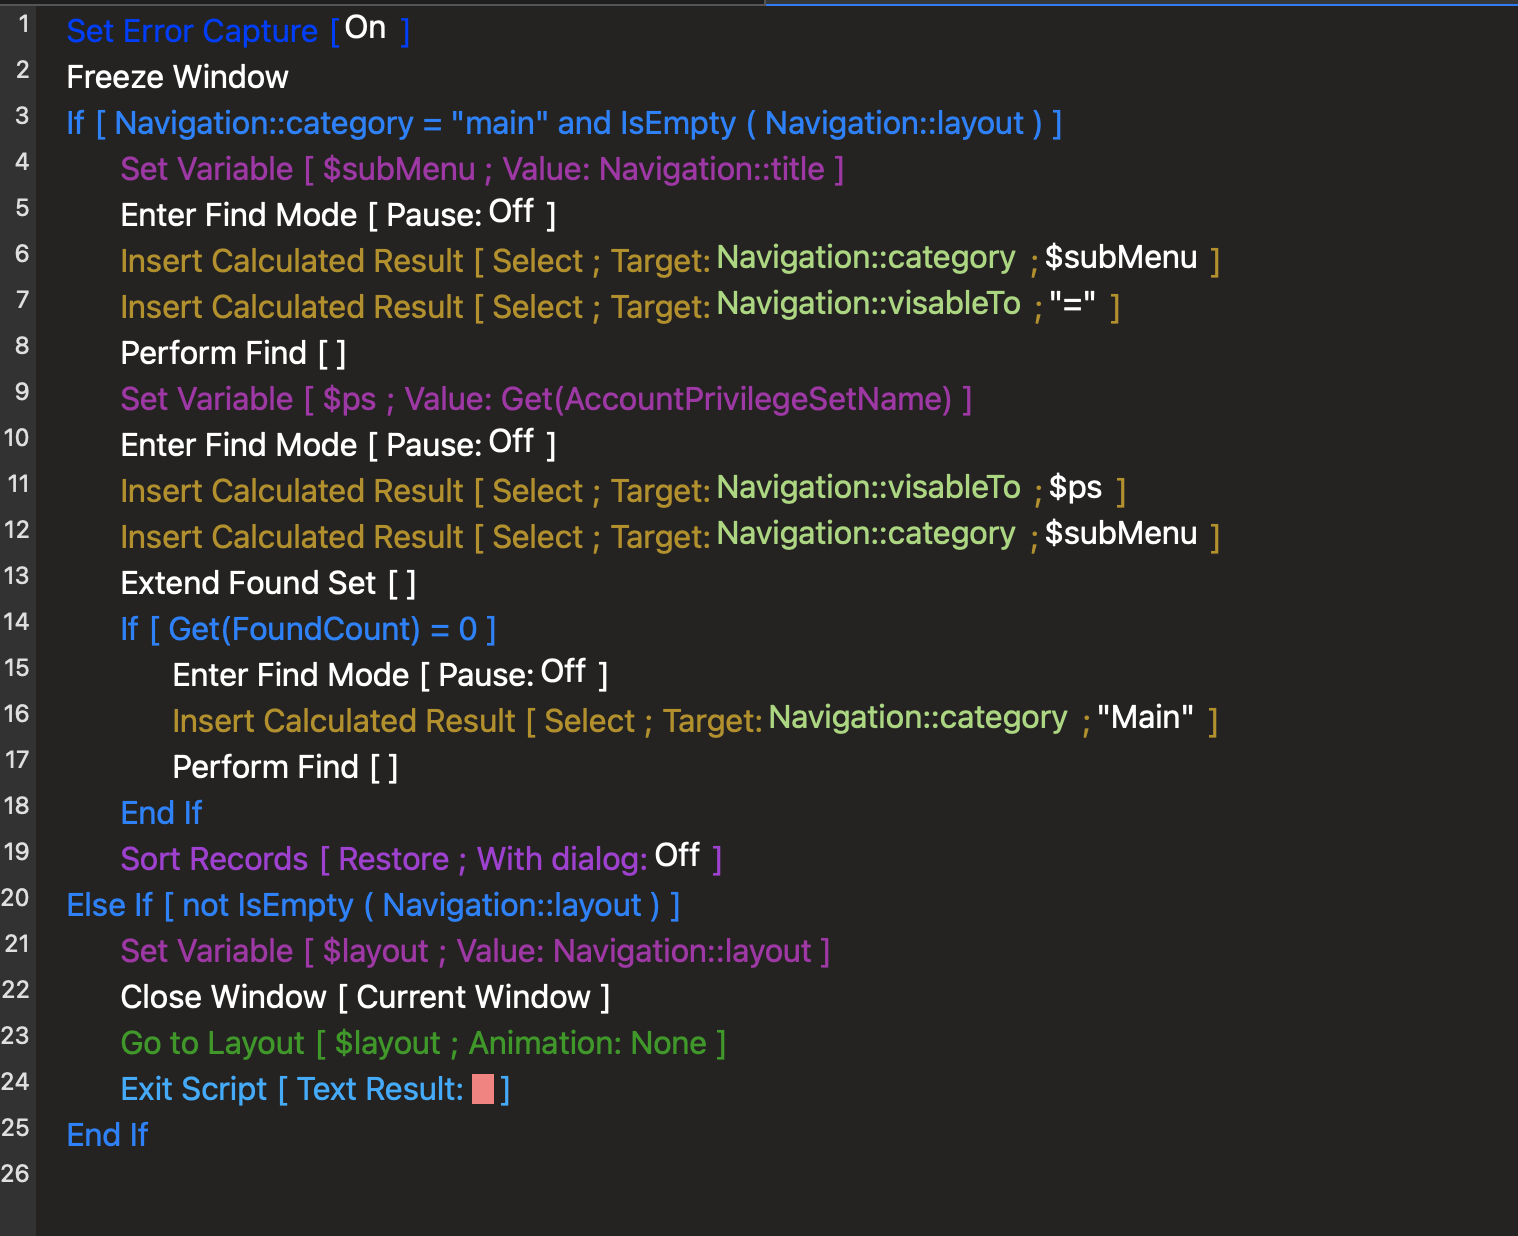 1 Set Error Capture [ On ]
2 Freeze Window
3 If [ Navigation::category = "main" and IsEmpty ( Navigation::layout ) ]
4 Set Variable [ $subMenu ; Value: Navigation::title ]
5 Enter Find Mode [ Pause: Off ]
6 Insert Calculated Result [ Select ; Target: Navigation::category ; $subMenu ]
7 Insert Calculated Result [ Select ; Target: Navigation::visableTo ; "=" ]
8 Perform Find [ ]
9 Set Variable [ $ps ; Value: Get(AccountPrivilegeSetName) ]
10 Enter Find Mode [ Pause: Off ]
11 Insert Calculated Result [ Select ; Target: Navigation::visableTo ; $ps ]
12 Insert Calculated Result [ Select ; Target: Navigation::category ; $subMenu ]
13 Extend Found Set [ ]
14 If [ Get(FoundCount) = 0 ]
15 Enter Find Mode [ Pause: Off ]
16 Insert Calculated Result [ Select ; Target: Navigation::category ; "Main" ]
17 Perform Find [ ]
18 End If
19 Sort Records [ Restore ; With dialog: Off ]
20 Else If [ not IsEmpty ( Navigation::layout ) ]
21 Set Variable [ $layout ; Value: Navigation::layout ]
22 Close Window [ Current Window ]
23 Go to Layout [ $layout ; Animation: None ]
24 Exit Script [ Text Result: ]
25 End If
26